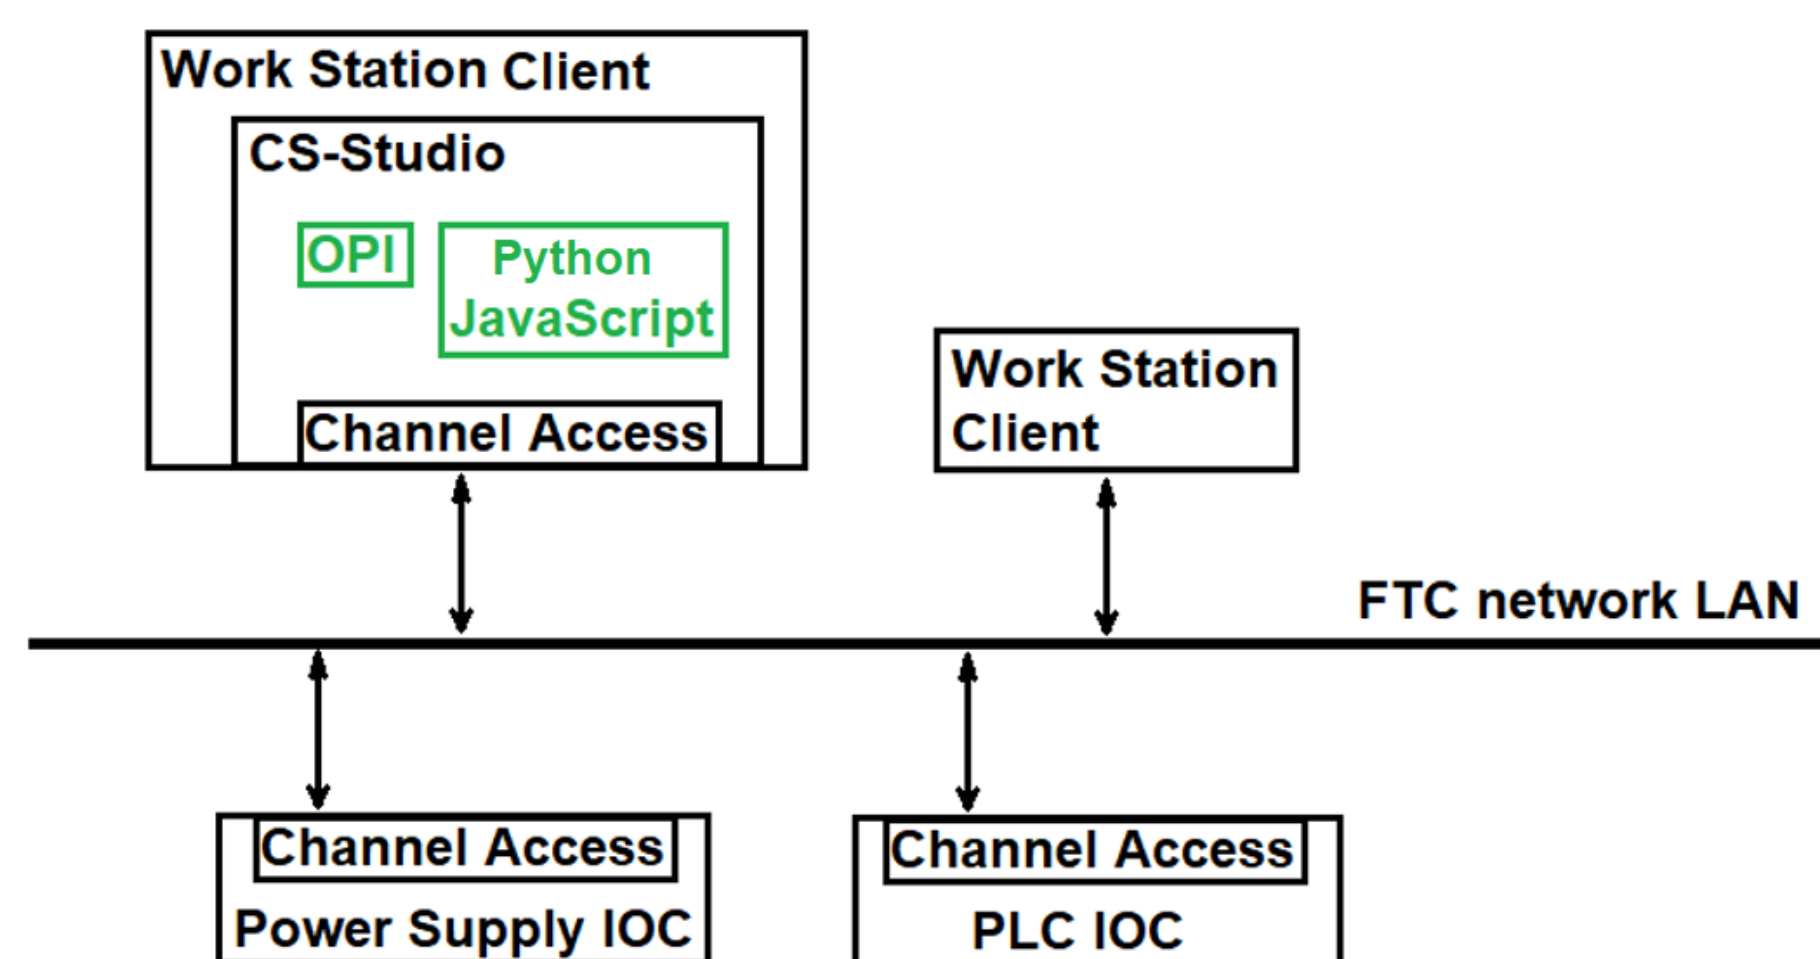 Work Station Client
CS-Studio
OPI
Python
JavaScript
Channel Access
Work Station
Client
FTC network LAN
Channel Access
Power Supply IOC
Channel Access
PLC IOC